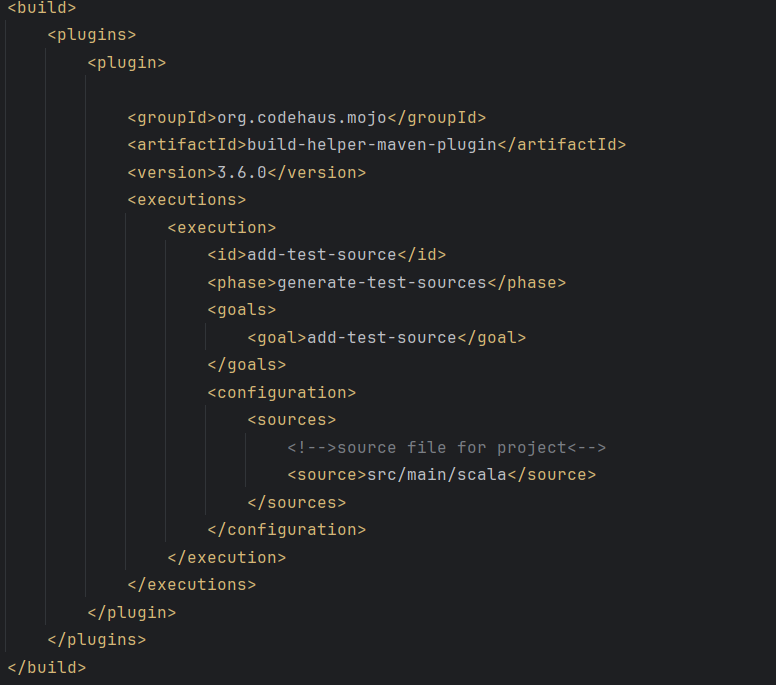 <build>
<plugins>
<plugin>
<groupId>org.codehaus.mojo</groupId>
<artifactId>build-helper-maven-plugin</artifactId>
<version>3.6.0</version>
<executions>
<execution>
<id>add-test-source</id>
<phase>generate-test-sources</phase>
<goals>
<goal>add-test-source</goal>
</goals>
<configuration>
<sources>
<!-->source file for project<-->
<source>src/main/scala</source>
</sources>
</configuration>
</execution>
</executions>
</plugin>
</plugins>
</build>